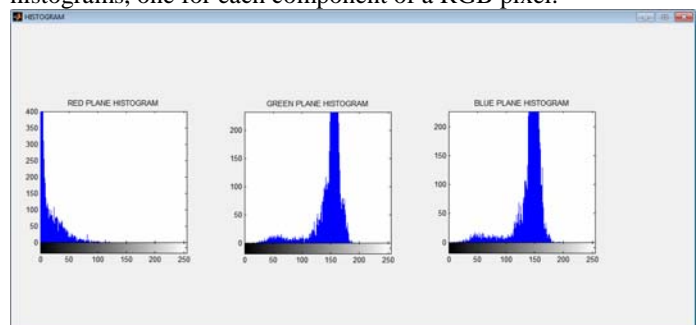 histograms, one for each component of a RGB pixel.
HISTOGRAM
RED PLANE HISTOGRAM
GREEN PLANE HISTOGRAM
BLUE PLANE HISTOGRAM
400
350
300
250
200
150
100
50
0
0 50 100 150 200 250
200
150
100
50
0
0 50 100 150 200 250
200
150
100
50
0
0 50 100 150 200 250